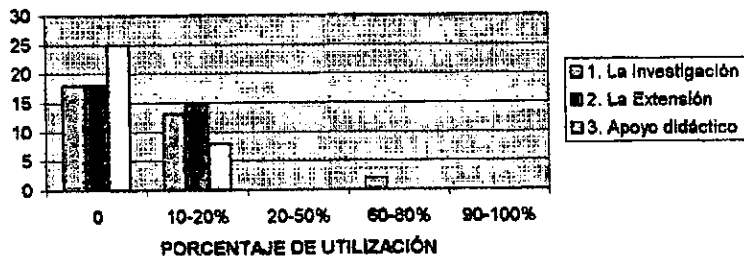 30
25
20
15
10
5
0
0 10-20% 20-50% 60-80% 90-100%
PORCENTAJE DE UTILIZACIÓN
1. La Investigación
2. La Extensión
3. Apoyo didáctico